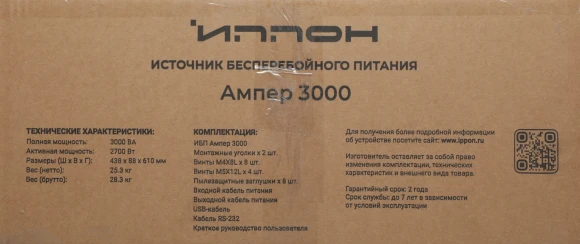 ИППОН
ИСТОЧНИК БЕСПЕРЕБОЙНОГО ПИТАНИЯ
Ампер 3000
ТЕХНИЧЕСКИЕ ХАРАКТЕРИСТИКИ:
Полная мощность: 3000 ВА
Активная мощность: 2700 Вт
Размеры (Ш х В х Г): 438 x 88 x 610 мм
Вес (нетто): 25.3 кг
Вес (брутто): 28.3 кг
КОМПЛЕКТАЦИЯ:
ИБП Ампер 3000
Монтажные уголки х 2 шт.
Винты M4X8L х 8 шт.
Винты M5X12L х 4 шт.
Пылезащитные заглушки х 8 шт.
Входной кабель питания
Выходной кабель питания
USB-кабель
Кабель RS-232
Краткое руководство пользователя
Для получения более подробной информации
об устройстве посетите сайт: www.ippon.ru
Изготовитель оставляет за собой право
изменения комплектации, технических
характеристик и внешнего вида товара.
Гарантийный срок: 2 года
Срок службы: до 7 лет в зависимости
от условий эксплуатации